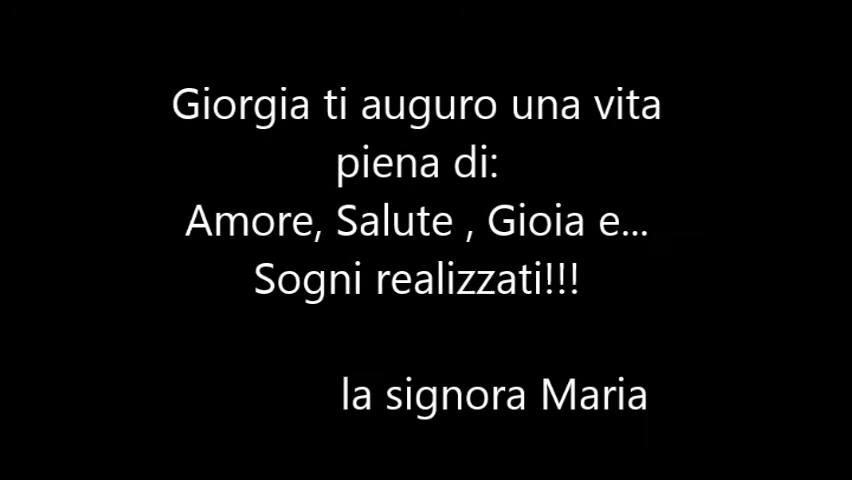 Giorgia ti auguro una vita
piena di:
Amore, Salute , Gioia e...
Sogni realizzati!!!
la signora Maria